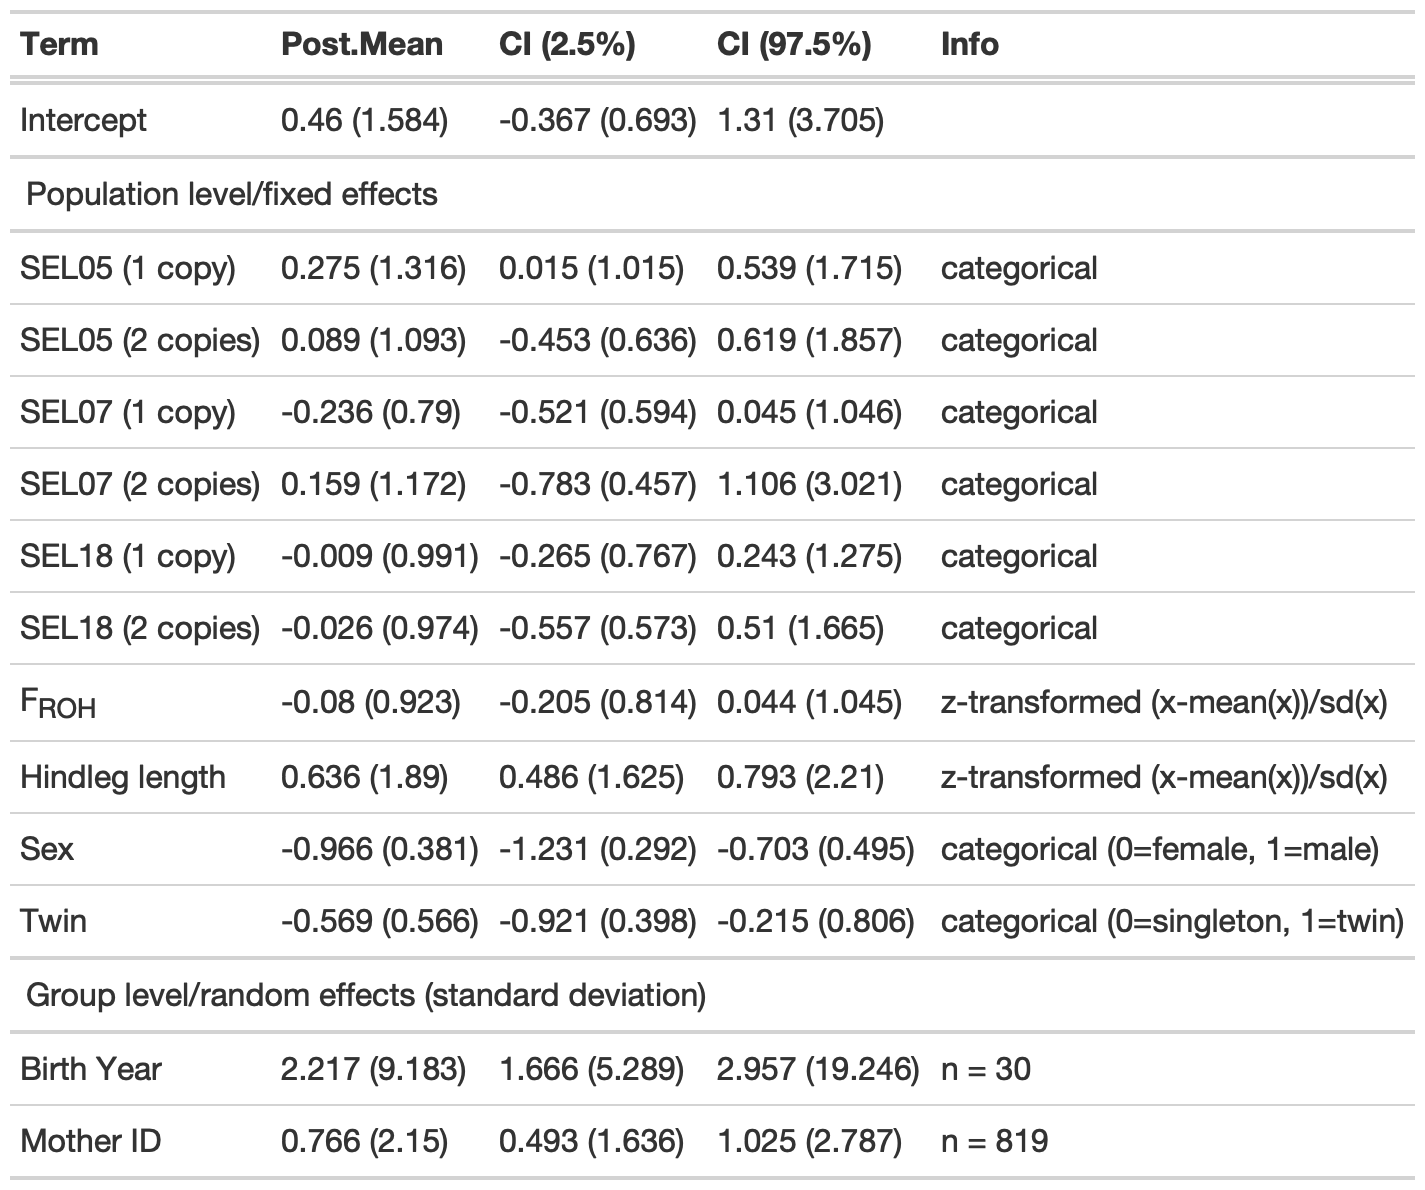 Term Post.Mean CI (2.5%) CI (97.5%) Info
Intercept 0.46 (1.584) -0.367 (0.693) 1.31 (3.705)
Population level/fixed effects
SEL05 (1 copy) 0.275 (1.316) 0.015 (1.015) 0.539 (1.715) categorical
SEL05 (2 copies) 0.089 (1.093) -0.453 (0.636) 0.619 (1.857) categorical
SEL07 (1 copy) -0.236 (0.79) -0.521 (0.594) 0.045 (1.046) categorical
SEL07 (2 copies) 0.159 (1.172) -0.783 (0.457) 1.106 (3.021) categorical
SEL18 (1 copy) -0.009 (0.991) -0.265 (0.767) 0.243 (1.275) categorical
SEL18 (2 copies) -0.026 (0.974) -0.557 (0.573) 0.51 (1.665) categorical
FROH -0.08 (0.923) -0.205 (0.814) 0.044 (1.045) z-transformed (x-mean(x))/sd(x)
Hindleg length 0.636 (1.89) 0.486 (1.625) 0.793 (2.21) z-transformed (x-mean(x))/sd(x)
Sex -0.966 (0.381) -1.231 (0.292) -0.703 (0.495) categorical (0=female, 1=male)
Twin -0.569 (0.566) -0.921 (0.398) -0.215 (0.806) categorical (0=singleton, 1=twin)
Group level/random effects (standard deviation)
Birth Year 2.217 (9.183) 1.666 (5.289) 2.957 (19.246) n = 30
Mother ID 0.766 (2.15) 0.493 (1.636) 1.025 (2.787) n = 819